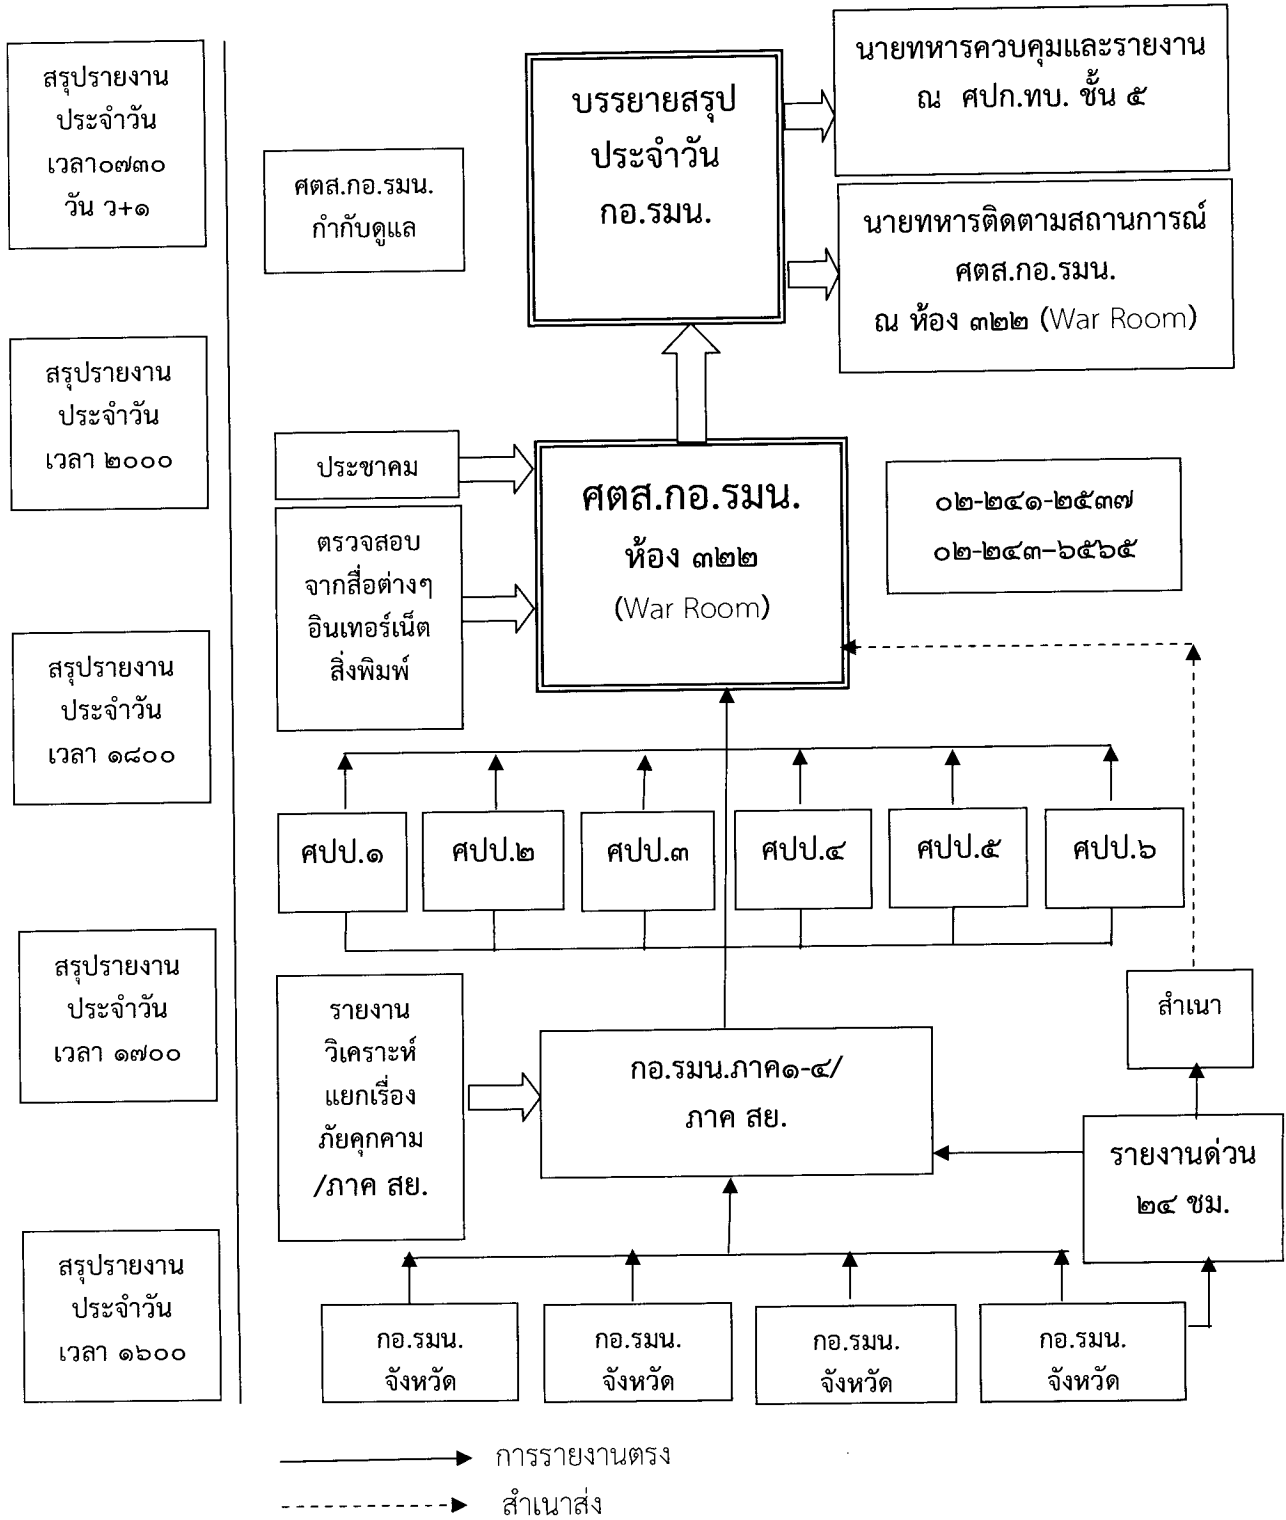 สรุปรายงาน
ประจำวัน
เวลา๐๗๓๐
วัน ว+๑
ศตส.กอ.รมน.
กำกับดูแล
บรรยายสรุป
ประจำวัน
กอ.รมน.
นายทหารควบคุมและรายงาน
ณ ศปก.ทบ. ชั้น ๕
นายทหารติดตามสถานการณ์
ศตส.กอ.รมน.
ณ ห้อง ๓๒๒ (War Room)
สรุปรายงาน
ประจำวัน
เวลา ๒๐๐๐
ประชาคม
ตรวจสอบ
จากสื่อต่างๆ
อินเทอร์เน็ต
สิ่งพิมพ์
ศตส.กอ.รมน.
ห้อง ๓๒๒
(War Room)
๐๒-๒๔๑-๒๕๓๗
๐๒-๒๔๓–๖๕๖๕
สรุปรายงาน
ประจำวัน
เวลา ๑๘๐๐
ศปป.๑
ศปป.๒
ศปป.๓
ศปป.๔
ศปป.๕
ศปป.๖
สรุปรายงาน
ประจำวัน
เวลา ๑๗๐๐
รายงาน
วิเคราะห์
แยกเรื่อง
ภัยคุกคาม
/ภาค สย.
กอ.รมน.ภาค๑-๔/
ภาค สย.
สำเนา
รายงานด่วน
๒๔ ชม.
สรุปรายงาน
ประจำวัน
เวลา ๑๖๐๐
กอ.รมน.
จังหวัด
กอ.รมน.
จังหวัด
กอ.รมน.
จังหวัด
กอ.รมน.
จังหวัด
การรายงานตรง
สำเนาส่ง